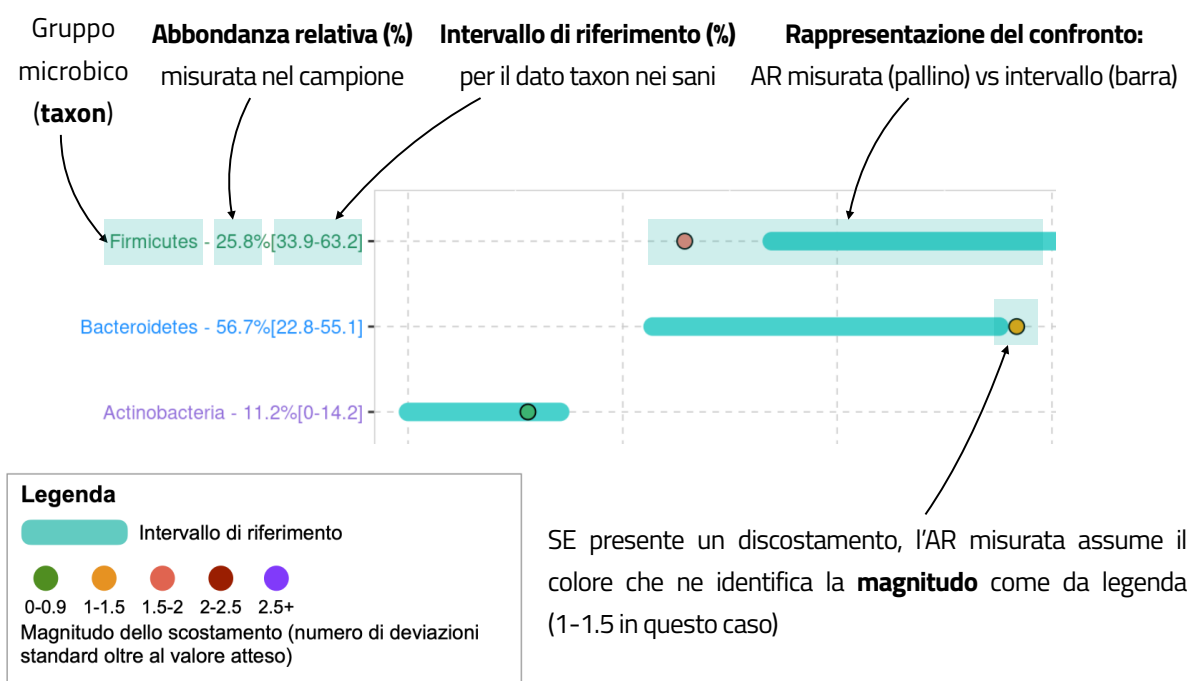 Gruppo
microbico
(taxon)
Abbondanza relativa (%)
misurata nel campione
Intervallo di riferimento (%)
per il dato taxon nei sani
Rappresentazione del confronto:
AR misurata (pallino) vs intervallo (barra)
Firmicutes - 25.8%[33.9-63.2]
Bacteroidetes - 56.7%[22.8-55.1]
Actinobacteria - 11.2%[0-14.2]
Legenda
Intervallo di riferimento
0-0.9 1-1.5 1.5-2 2-2.5 2.5+
Magnitudo dello scostamento (numero di deviazioni
standard oltre al valore atteso)
SE presente un discostamento, l'AR misurata assume il
colore che ne identifica la magnitudo come da legenda
(1-1.5 in questo caso)